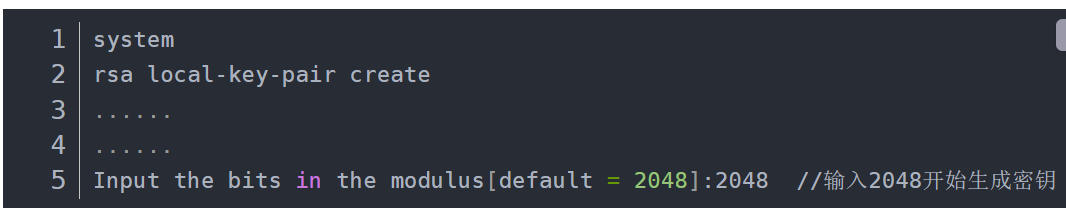 1 system
2 rsa local-key-pair create
3 ......
4 ......
5 Input the bits in the modulus[default = 2048]:2048  //输入2048开始生成密钥